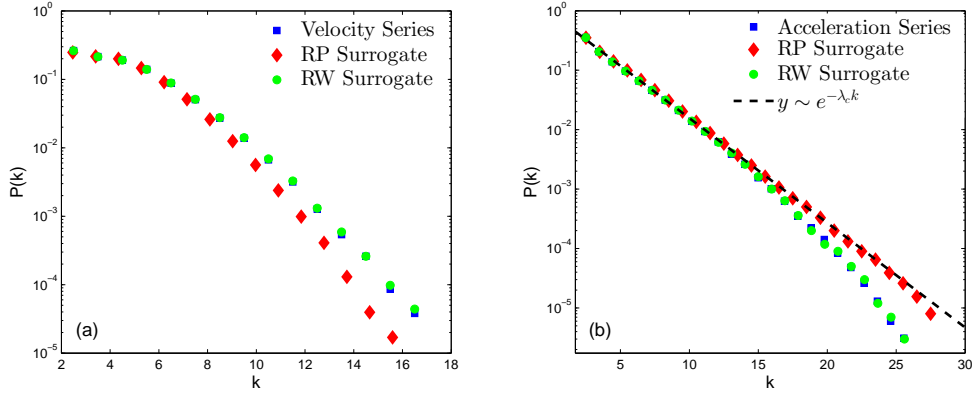 Velocity Series
RP Surrogate
RW Surrogate
10^0
10^-1
10^-2
10^-3
10^-4
10^-5
P(k)
(a)
2 4 6 8 10 12 14 16 18
k
Acceleration Series
RP Surrogate
RW Surrogate
y ∼ e^{-λ_c k}
10^0
10^-1
10^-2
10^-3
10^-4
10^-5
P(k)
(b)
5 10 15 20 25 30
k